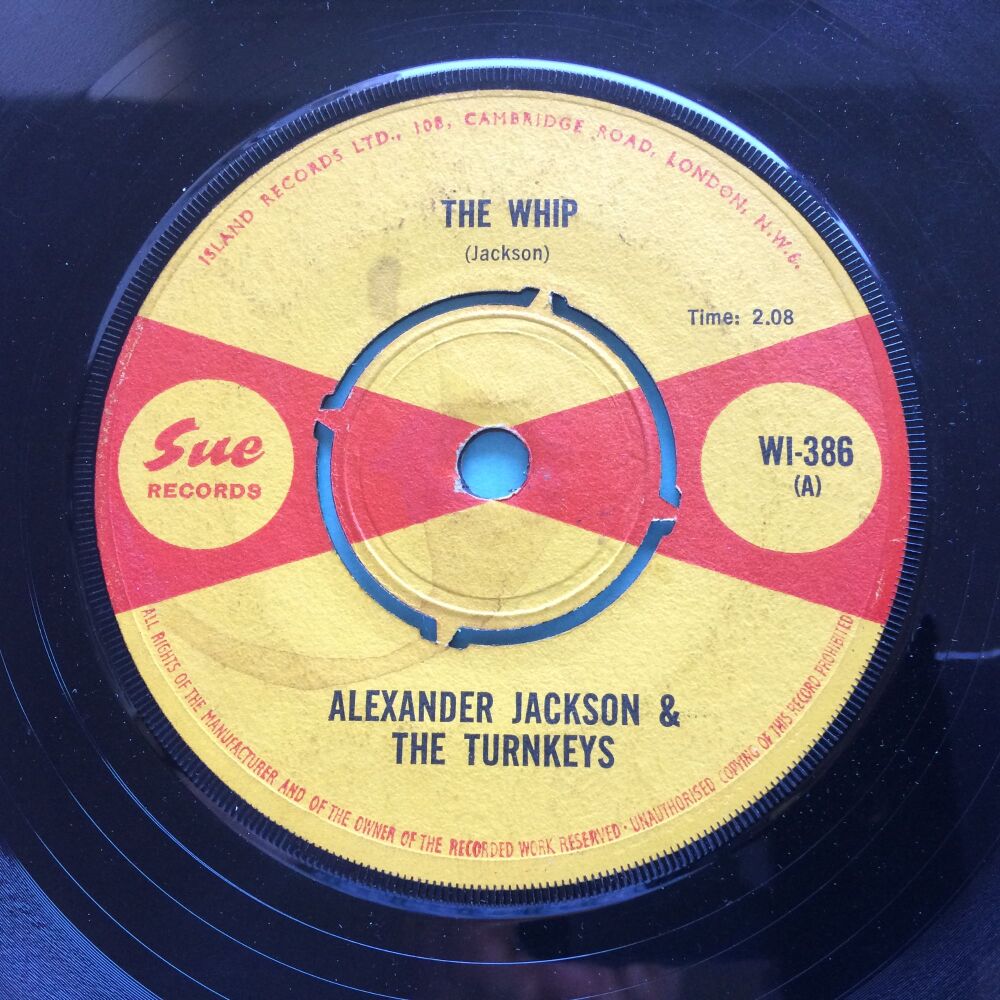 ISLAND RECORDS LTD., 108, CAMBRIDGE ROAD, LONDON, N.W.6.
THE WHIP
(Jackson)
Time: 2.08
Sue
RECORDS
WI-386
(A)
ALEXANDER JACKSON &
THE TURNKEYS
ALL RIGHTS OF THE MANUFACTURER AND OF THE OWNER OF THE RECORDED WORK RESERVED · UNAUTHORISED COPYING OF THIS RECORD PROHIBITED